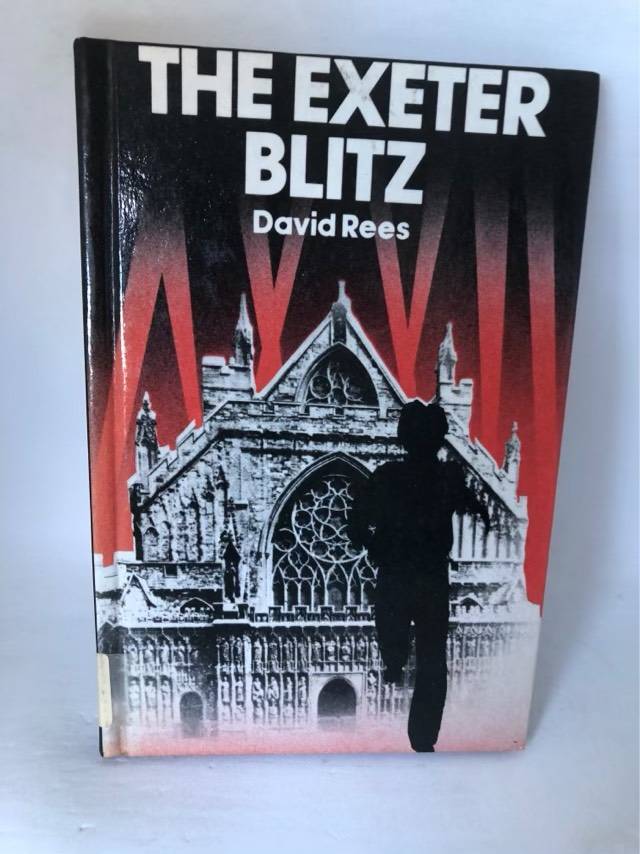 THE EXETER
BLITZ
David Rees